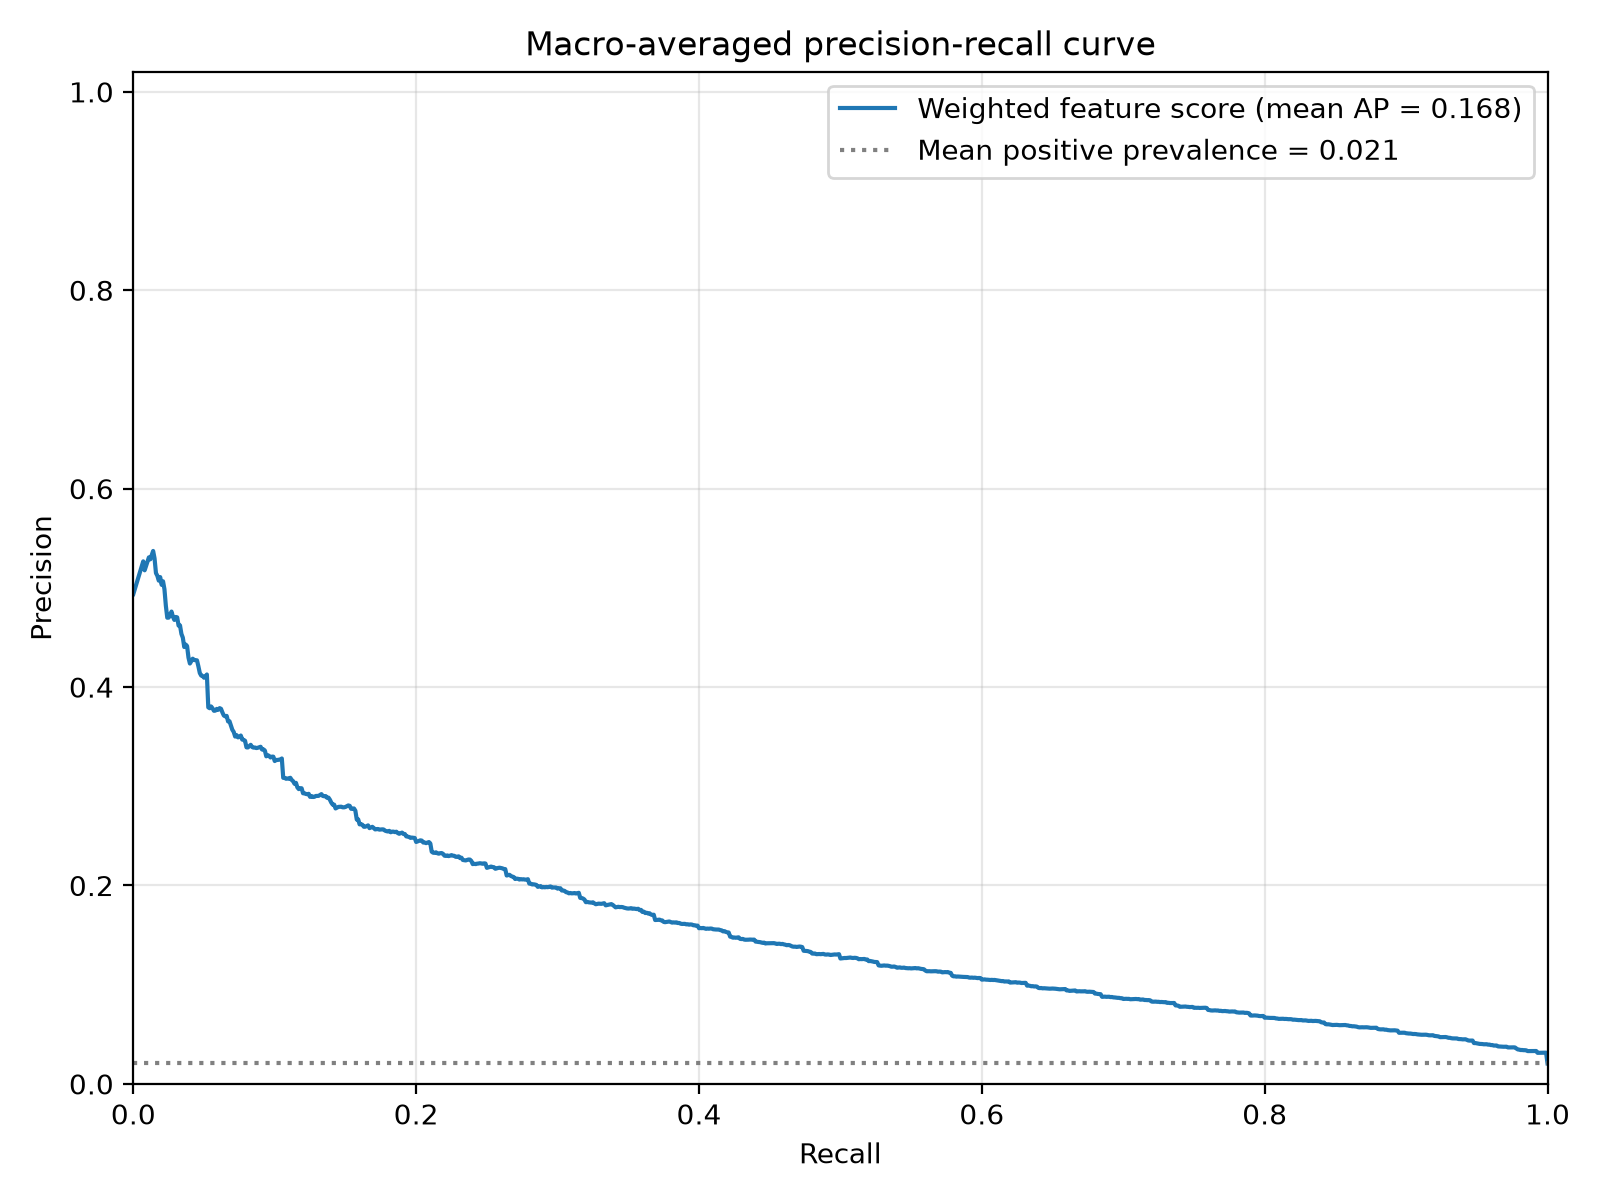 Macro-averaged precision-recall curve
Weighted feature score (mean AP = 0.168)
Mean positive prevalence = 0.021
1.0
0.8
0.6
0.4
0.2
0.0
Precision
0.0 0.2 0.4 0.6 0.8 1.0
Recall